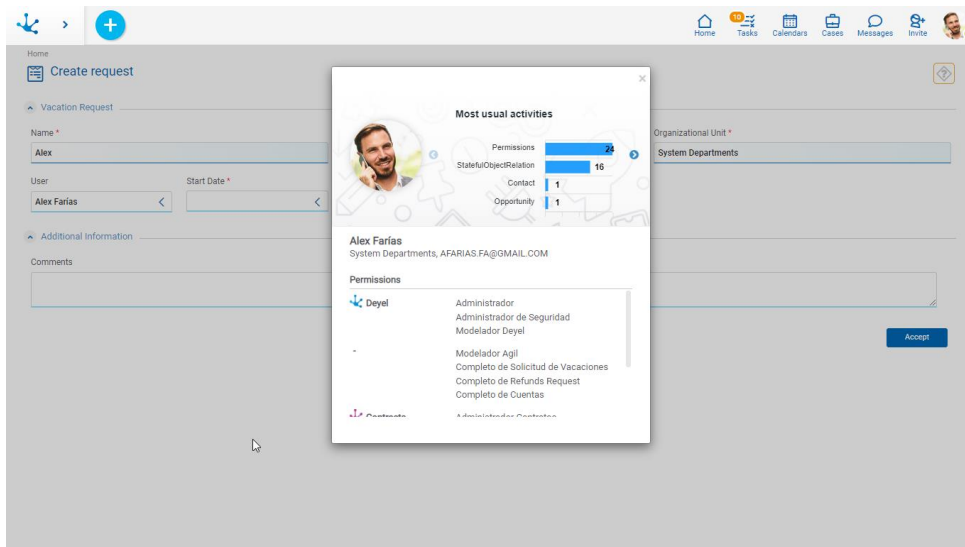 10
Home
Tasks
Calendars
Cases
Messages
Invite
Home
Create request
Vacation Request
Name *
Organizational Unit *
Alex
System Departments
User
Start Date *
Alex Farías
Additional Information
Comments
Accept
×
Most usual activities
Permissions
24
StatefulObjectRelation
16
Contact
1
Opportunity
1
Alex Farías
System Departments, AFARIAS.FA@GMAIL.COM
Permissions
Deyel
Administrador
Administrador de Seguridad
Modelador Deyel
-
Modelador Agil
Completo de Solicitud de Vacaciones
Completo de Refunds Request
Completo de Cuentas
Contracts
Administrador Contratos